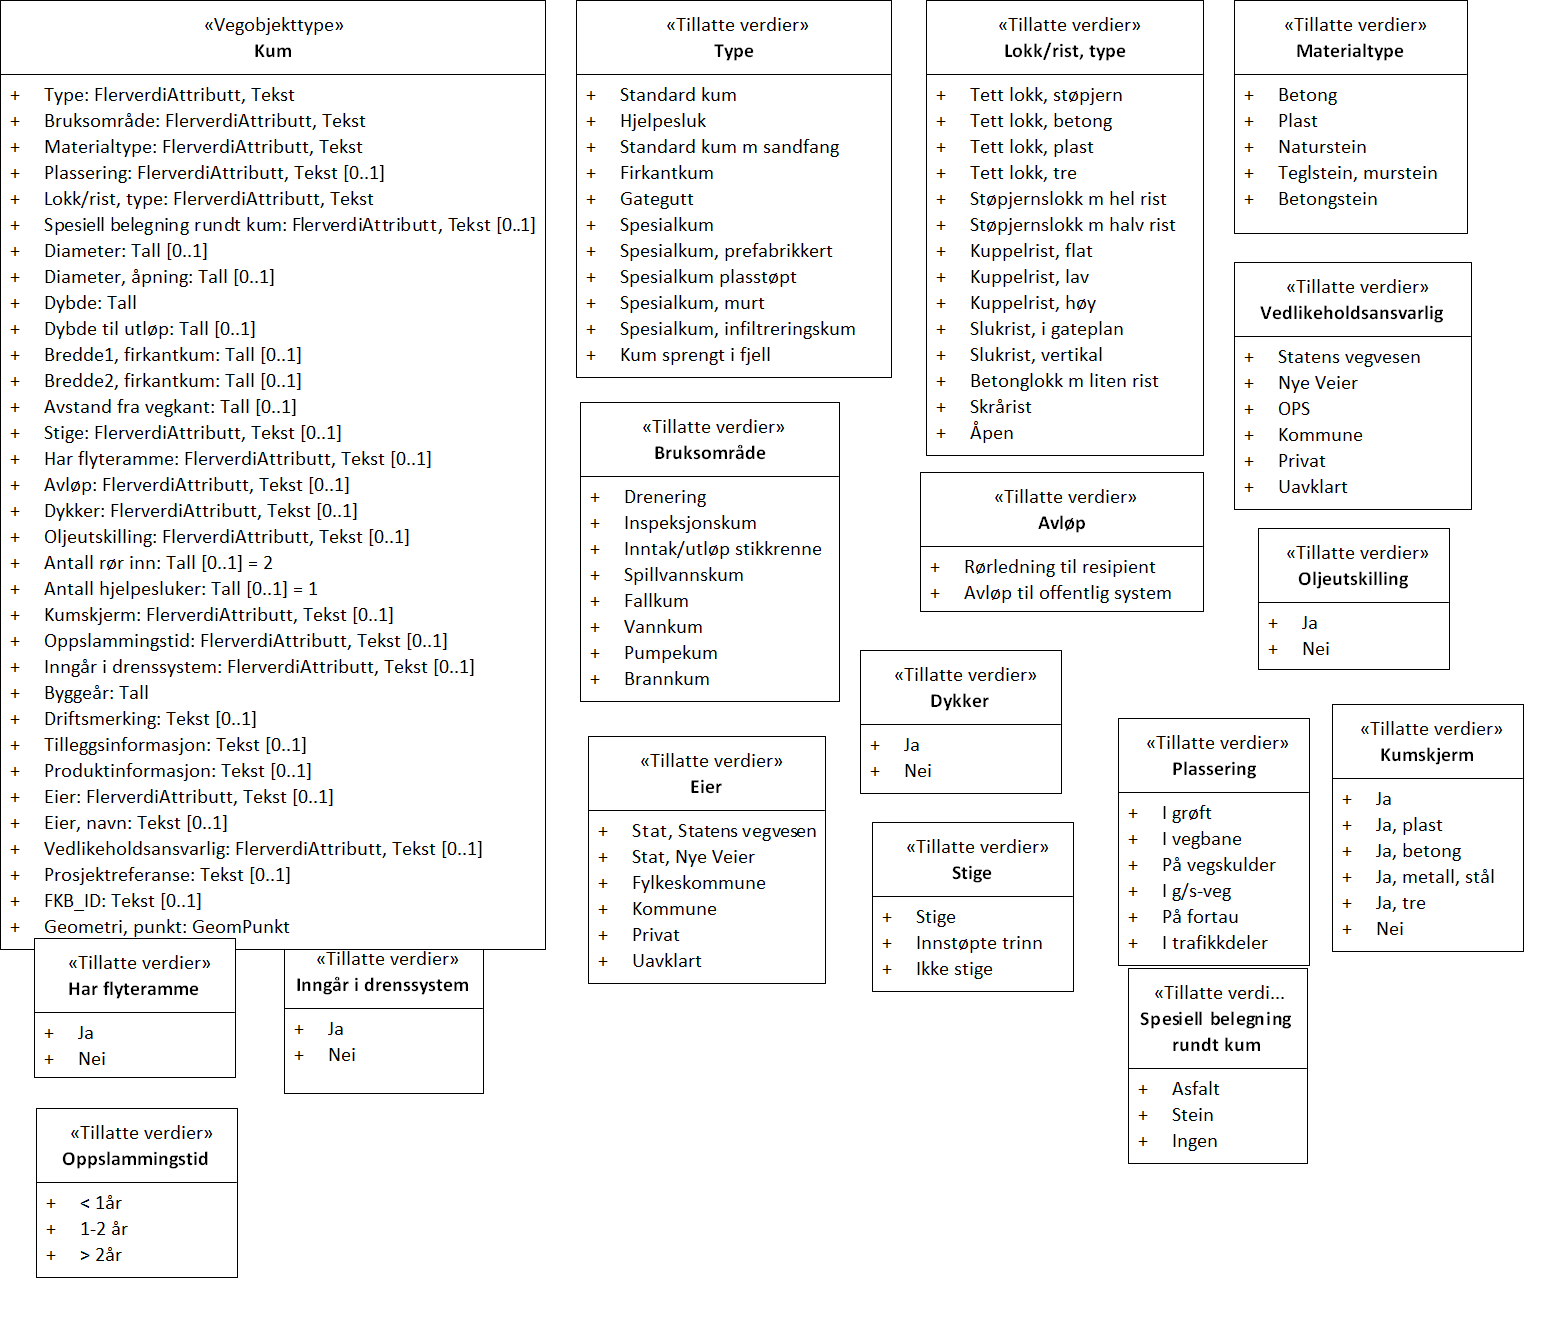 «Vegobjekttype»
Kum
+ Type: FlerverdiAttributt, Tekst
+ Bruksområde: FlerverdiAttributt, Tekst
+ Materialtype: FlerverdiAttributt, Tekst
+ Plassering: FlerverdiAttributt, Tekst [0..1]
+ Lokk/rist, type: FlerverdiAttributt, Tekst
+ Spesiell belegning rundt kum: FlerverdiAttributt, Tekst [0..1]
+ Diameter: Tall [0..1]
+ Diameter, åpning: Tall [0..1]
+ Dybde: Tall
+ Dybde til utløp: Tall [0..1]
+ Bredde1, firkantkum: Tall [0..1]
+ Bredde2, firkantkum: Tall [0..1]
+ Avstand fra vegkant: Tall [0..1]
+ Stige: FlerverdiAttributt, Tekst [0..1]
+ Har flyteramme: FlerverdiAttributt, Tekst [0..1]
+ Avløp: FlerverdiAttributt, Tekst [0..1]
+ Dykker: FlerverdiAttributt, Tekst [0..1]
+ Oljeutskilling: FlerverdiAttributt, Tekst [0..1]
+ Antall rør inn: Tall [0..1] = 2
+ Antall hjelpesluker: Tall [0..1] = 1
+ Kumskjerm: FlerverdiAttributt, Tekst [0..1]
+ Oppslammingstid: FlerverdiAttributt, Tekst [0..1]
+ Inngår i drenssystem: FlerverdiAttributt, Tekst [0..1]
+ Byggeår: Tall
+ Driftsmerking: Tekst [0..1]
+ Tilleggsinformasjon: Tekst [0..1]
+ Produktinformasjon: Tekst [0..1]
+ Eier: FlerverdiAttributt, Tekst [0..1]
+ Eier, navn: Tekst [0..1]
+ Vedlikeholdsansvarlig: FlerverdiAttributt, Tekst [0..1]
+ Prosjektreferanse: Tekst [0..1]
+ FKB_ID: Tekst [0..1]
+ Geometri, punkt: GeomPunkt
«Tillatte verdier»
Type
+ Standard kum
+ Hjelpesluk
+ Standard kum m sandfang
+ Firkantkum
+ Gategutt
+ Spesialkum
+ Spesialkum, prefabrikkert
+ Spesialkum plasstøpt
+ Spesialkum, murt
+ Spesialkum, infiltreringskum
+ Kum sprengt i fjell
«Tillatte verdier»
Lokk/rist, type
+ Tett lokk, støpjern
+ Tett lokk, betong
+ Tett lokk, plast
+ Tett lokk, tre
+ Støpjernslokk m hel rist
+ Støpjernslokk m halv rist
+ Kuppelrist, flat
+ Kuppelrist, lav
+ Kuppelrist, høy
+ Slukrist, i gateplan
+ Slukrist, vertikal
+ Betonglokk m liten rist
+ Skrårist
+ Åpen
«Tillatte verdier»
Materialtype
+ Betong
+ Plast
+ Naturstein
+ Teglstein, murstein
+ Betongstein
«Tillatte verdier»
Vedlikeholdsansvarlig
+ Statens vegvesen
+ Nye Veier
+ OPS
+ Kommune
+ Privat
+ Uavklart
«Tillatte verdier»
Bruksområde
+ Drenering
+ Inspeksjonskum
+ Inntak/utløp stikkrenne
+ Spillvannskum
+ Fallkum
+ Vannkum
+ Pumpekum
+ Brannkum
«Tillatte verdier»
Avløp
+ Rørledning til resipient
+ Avløp til offentlig system
«Tillatte verdier»
Oljeutskilling
+ Ja
+ Nei
«Tillatte verdier»
Dykker
+ Ja
+ Nei
«Tillatte verdier»
Plassering
+ I grøft
+ I vegbane
+ På vegskulder
+ I g/s-veg
+ På fortau
+ I trafikkdeler
«Tillatte verdier»
Kumskjerm
+ Ja
+ Ja, plast
+ Ja, betong
+ Ja, metall, stål
+ Ja, tre
+ Nei
«Tillatte verdier»
Eier
+ Stat, Statens vegvesen
+ Stat, Nye Veier
+ Fylkeskommune
+ Kommune
+ Privat
+ Uavklart
«Tillatte verdier»
Stige
+ Stige
+ Innstøpte trinn
+ Ikke stige
«Tillatte verdier»
Har flyteramme
+ Ja
+ Nei
«Tillatte verdier»
Inngår i drenssystem
+ Ja
+ Nei
«Tillatte verdi...
Spesiell belegning
rundt kum
+ Asfalt
+ Stein
+ Ingen
«Tillatte verdier»
Oppslammingstid
+ < 1år
+ 1-2 år
+ > 2år